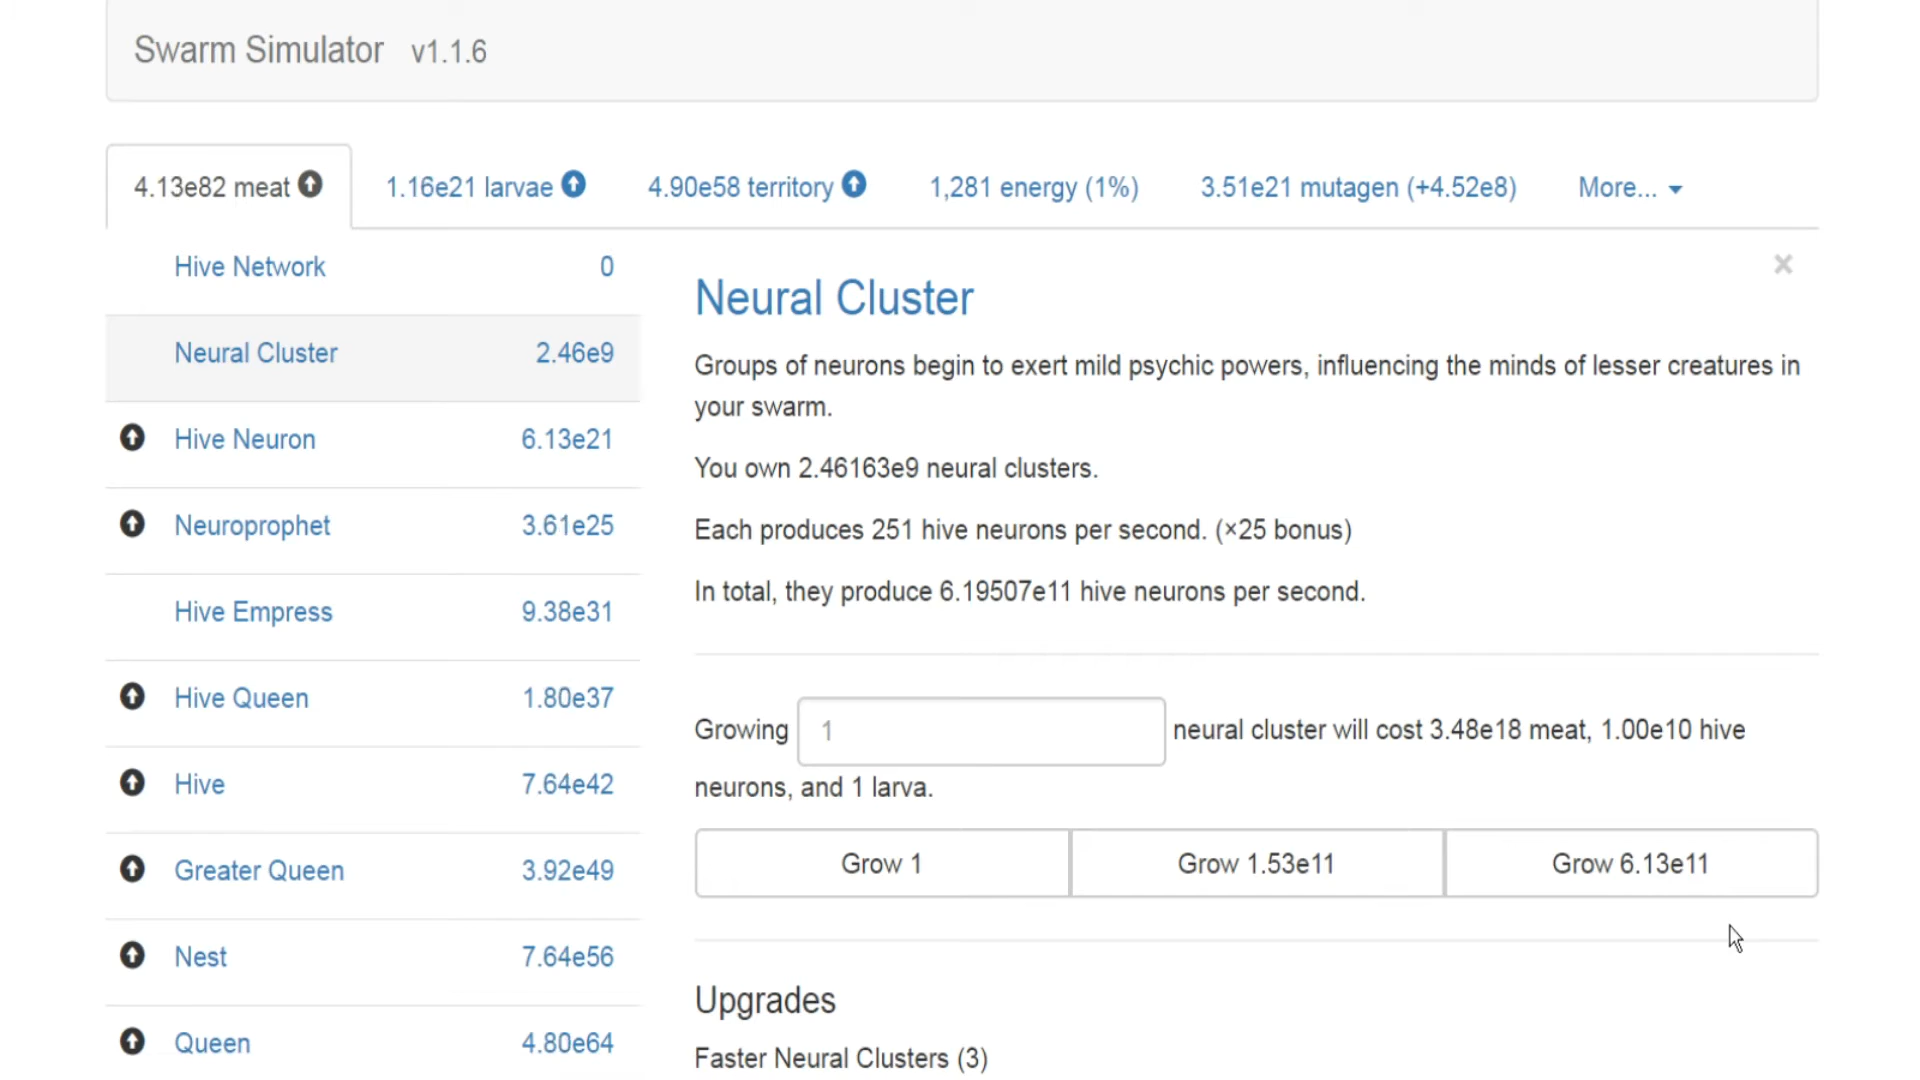 Swarm Simulator v1.1.6
4.13e82 meat 1.16e21 larvae 4.90e58 territory 1,281 energy (1%) 3.51e21 mutagen (+4.52e8) More...
Hive Network 0
Neural Cluster 2.46e9
Hive Neuron 6.13e21
Neuroprophet 3.61e25
Hive Empress 9.38e31
Hive Queen 1.80e37
Hive 7.64e42
Greater Queen 3.92e49
Nest 7.64e56
Queen 4.80e64
×
Neural Cluster
Groups of neurons begin to exert mild psychic powers, influencing the minds of lesser creatures in
your swarm.
You own 2.46163e9 neural clusters.
Each produces 251 hive neurons per second. (×25 bonus)
In total, they produce 6.19507e11 hive neurons per second.
Growing 1 neural cluster will cost 3.48e18 meat, 1.00e10 hive
neurons, and 1 larva.
Grow 1 Grow 1.53e11 Grow 6.13e11
Upgrades
Faster Neural Clusters (3)